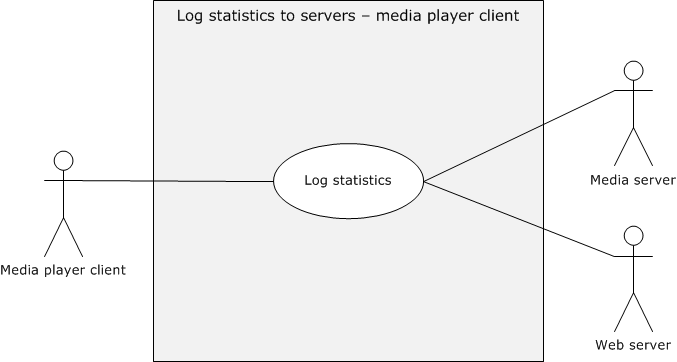 Log statistics to servers – media player client
Log statistics
Media server
Media player client
Web server